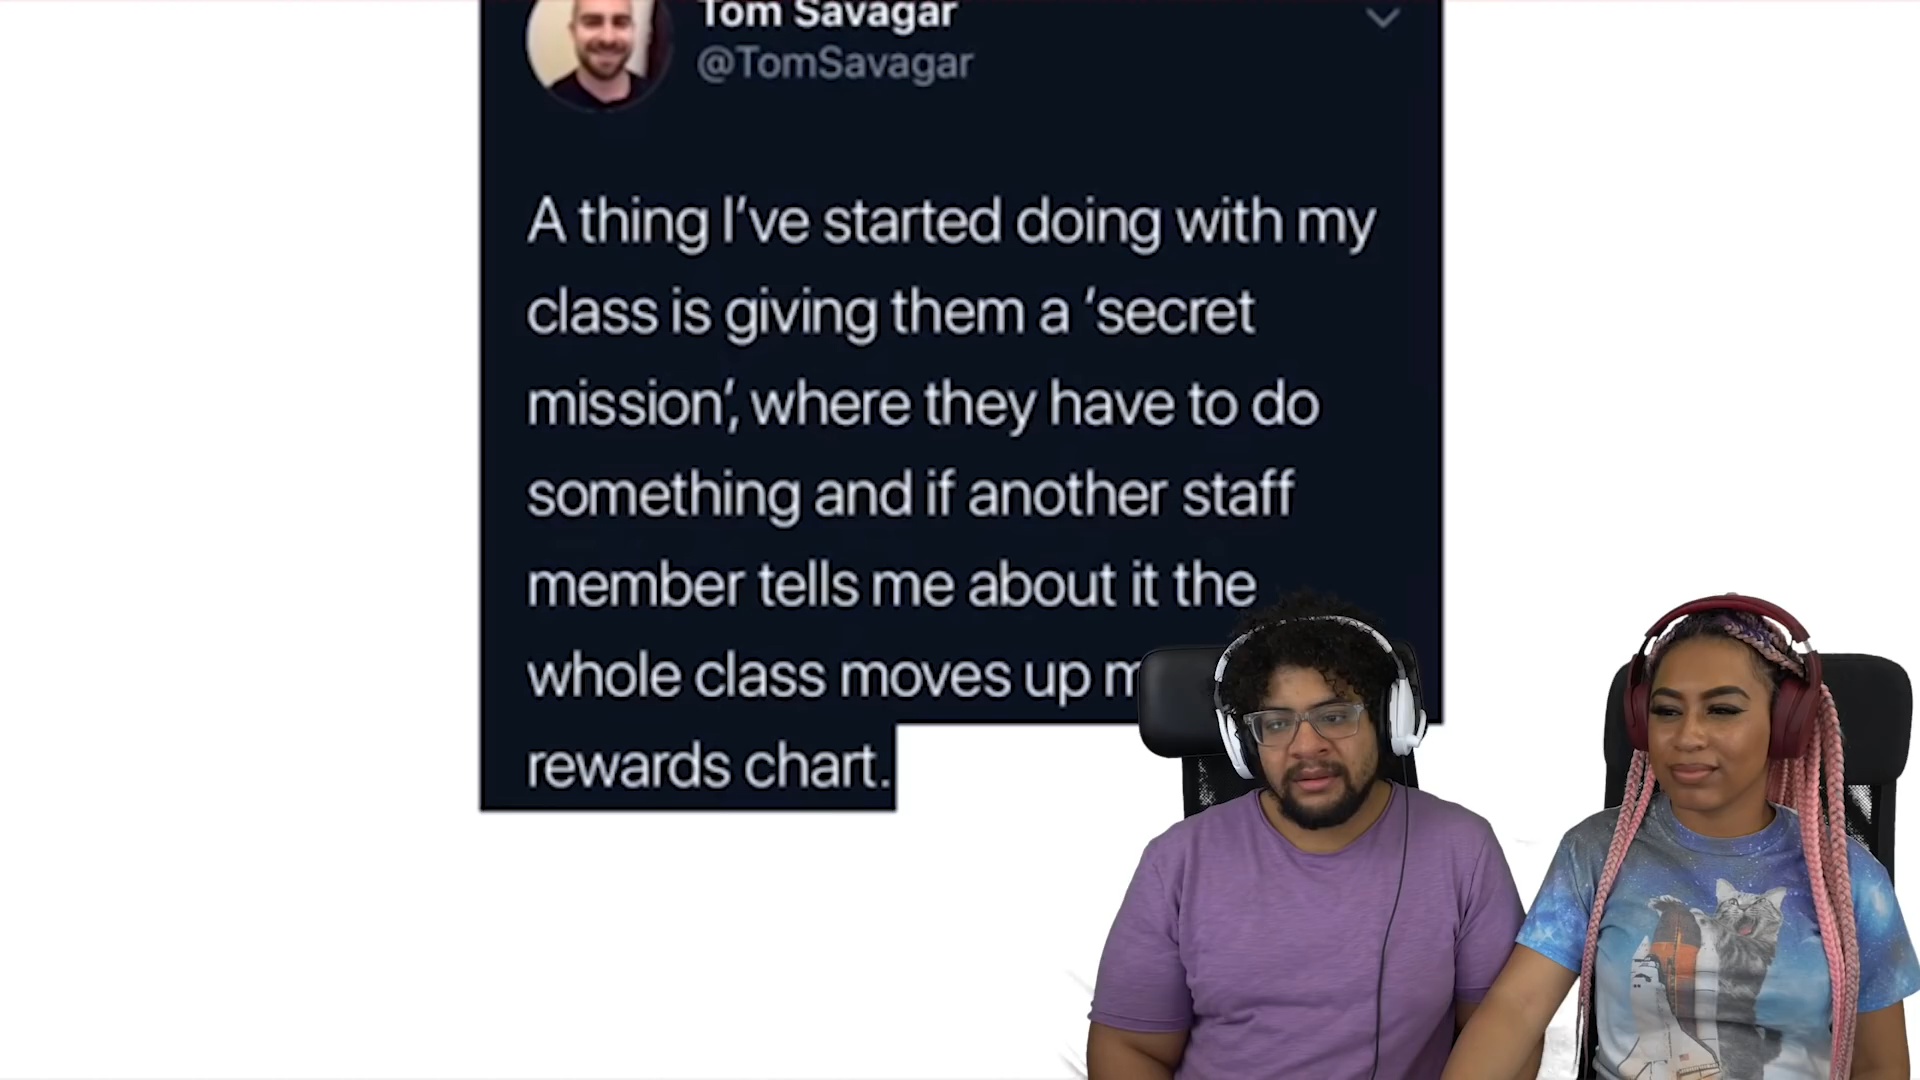 Tom Savagar
@TomSavagar
A thing I've started doing with my
class is giving them a 'secret
mission', where they have to do
something and if another staff
member tells me about it the
whole class moves up
rewards chart.